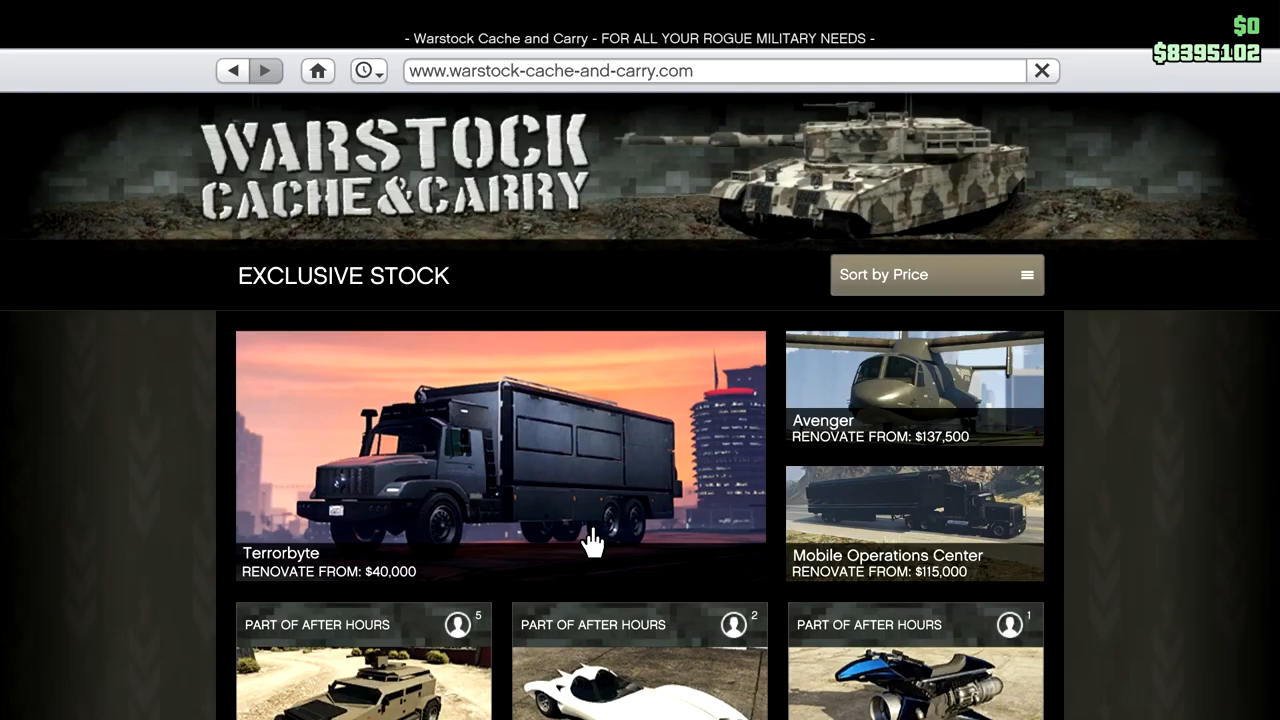 $0
- Warstock Cache and Carry - FOR ALL YOUR ROGUE MILITARY NEEDS -
$8395102
www.warstock-cache-and-carry.com
WARSTOCK
CACHE&CARRY
EXCLUSIVE STOCK
Sort by Price
Terrorbyte
RENOVATE FROM: $40,000
Avenger
RENOVATE FROM: $137,500
Mobile Operations Center
RENOVATE FROM: $115,000
PART OF AFTER HOURS 5
PART OF AFTER HOURS 2
PART OF AFTER HOURS 1